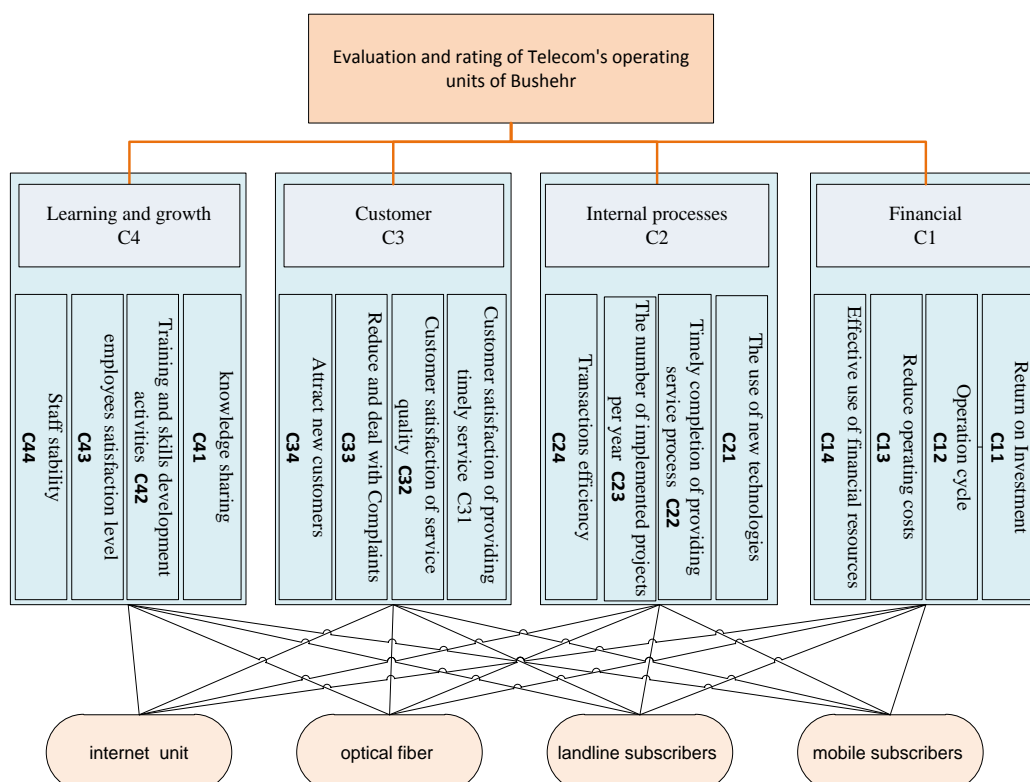 Evaluation and rating of Telecom's operating
units of Bushehr
Learning and growth
C4
Customer
C3
Internal processes
C2
Financial
C1
Staff stability
C44
employees satisfaction level
C43
Training and skills development
activities C42
knowledge sharing
C41
Attract new customers
C34
Reduce and deal with Complaints
C33
Customer satisfaction of service
quality C32
Customer satisfaction of providing
timely service C31
Transactions efficiency
C24
The number of implemented projects
per year C23
Timely completion of providing
service process C22
The use of new technologies
C21
Effective use of financial resources
C14
Reduce operating costs
C13
Operation cycle
C12
Return on Investment
C11
internet unit
optical fiber
landline subscribers
mobile subscribers